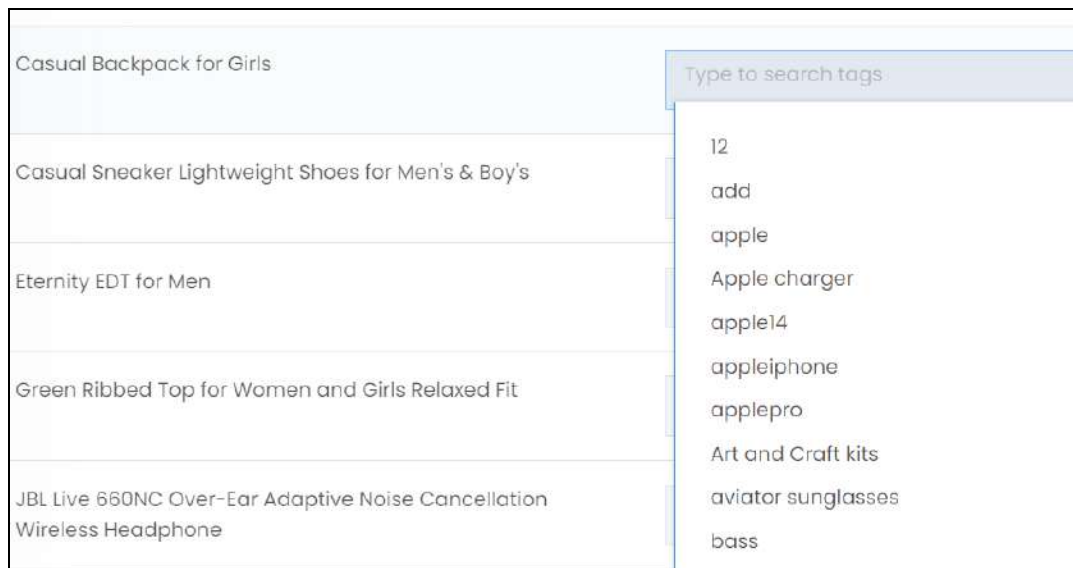 Casual Backpack for Girls
Type to search tags
12
Casual Sneaker Lightweight Shoes for Men's & Boy's
add
apple
Eternity EDT for Men
Apple charger
apple14
appleiphone
Green Ribbed Top for Women and Girls Relaxed Fit
applepro
Art and Craft kits
JBL Live 660NC Over-Ear Adaptive Noise Cancellation
aviator sunglasses
Wireless Headphone
bass